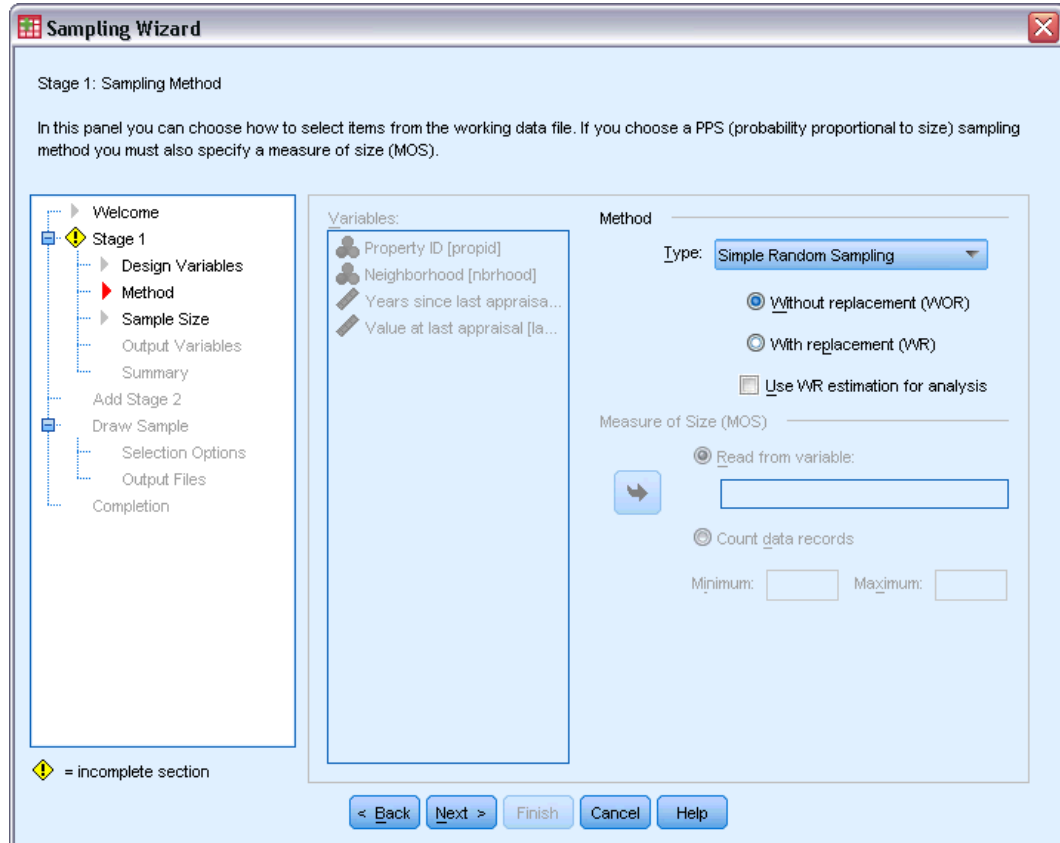 Sampling Wizard
Stage 1: Sampling Method
In this panel you can choose how to select items from the working data file. If you choose a PPS (probability proportional to size) sampling
method you must also specify a measure of size (MOS).
Welcome
Stage 1
Design Variables
Method
Sample Size
Output Variables
Summary
Add Stage 2
Draw Sample
Selection Options
Output Files
Completion
! = incomplete section
Variables:
Property ID [propid]
Neighborhood [nbrhood]
Years since last appraisa...
Value at last appraisal [la...
Method
Type: Simple Random Sampling
Without replacement (WOR)
With replacement (WR)
Use WR estimation for analysis
Measure of Size (MOS)
Read from variable:
Count data records
Minimum: Maximum:
< Back Next > Finish Cancel Help